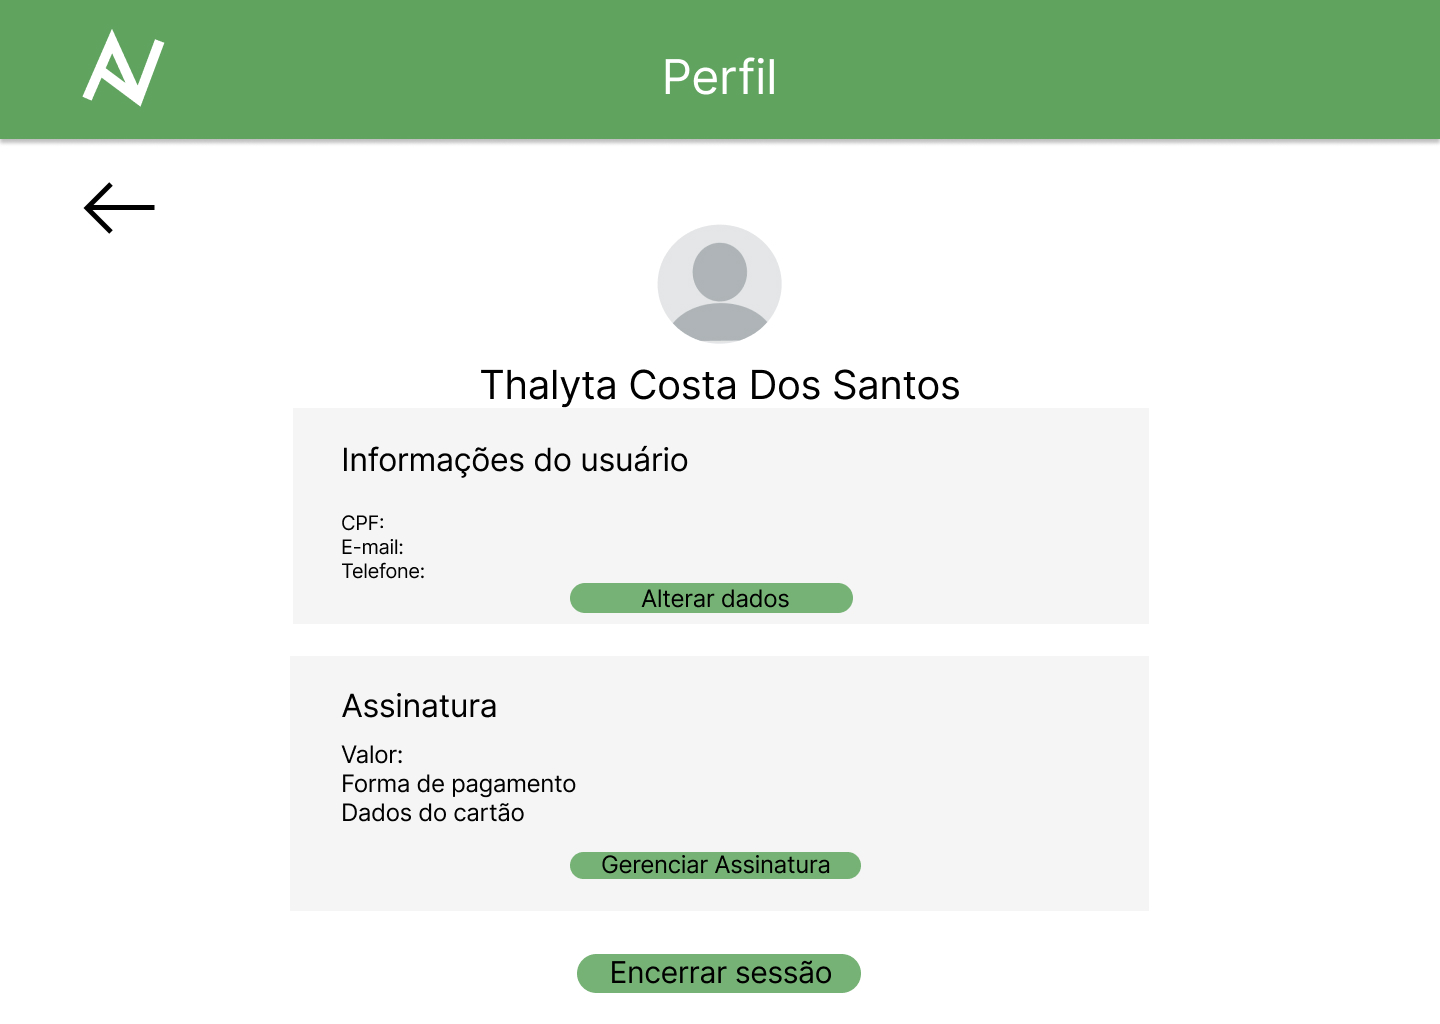 Perfil
Thalyta Costa Dos Santos
Informações do usuário
CPF:
E-mail:
Telefone:
Alterar dados
Assinatura
Valor:
Forma de pagamento
Dados do cartão
Gerenciar Assinatura
Encerrar sessão